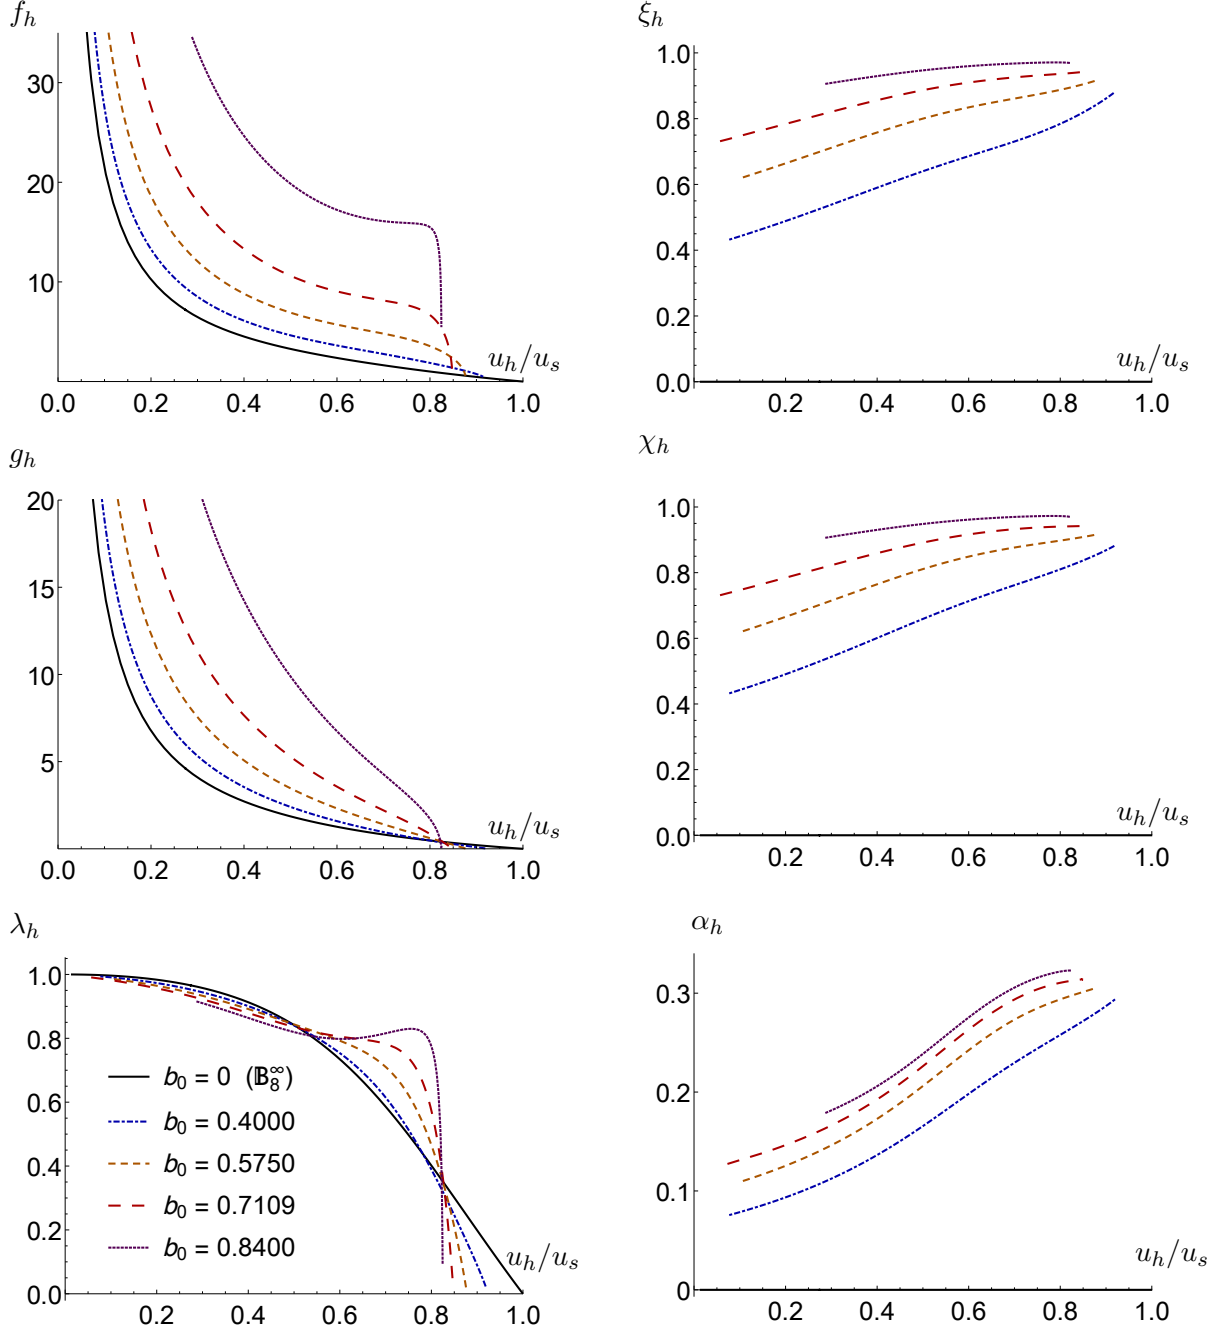 f_h
30
20
10
0.0 0.2 0.4 0.6 0.8 1.0
u_h/u_s
ξ_h
1.0
0.8
0.6
0.4
0.2
0.0
0.2 0.4 0.6 0.8 1.0
u_h/u_s
g_h
20
15
10
5
0.0 0.2 0.4 0.6 0.8 1.0
u_h/u_s
χ_h
1.0
0.8
0.6
0.4
0.2
0.0
0.2 0.4 0.6 0.8 1.0
u_h/u_s
λ_h
1.0
0.8
0.6
0.4
0.2
0.0
0.2 0.4 0.6 0.8 1.0
u_h/u_s
b_0 = 0 (𝔹_8^∞)
b_0 = 0.4000
b_0 = 0.5750
b_0 = 0.7109
b_0 = 0.8400
α_h
0.3
0.2
0.1
0
0.2 0.4 0.6 0.8 1.0
u_h/u_s